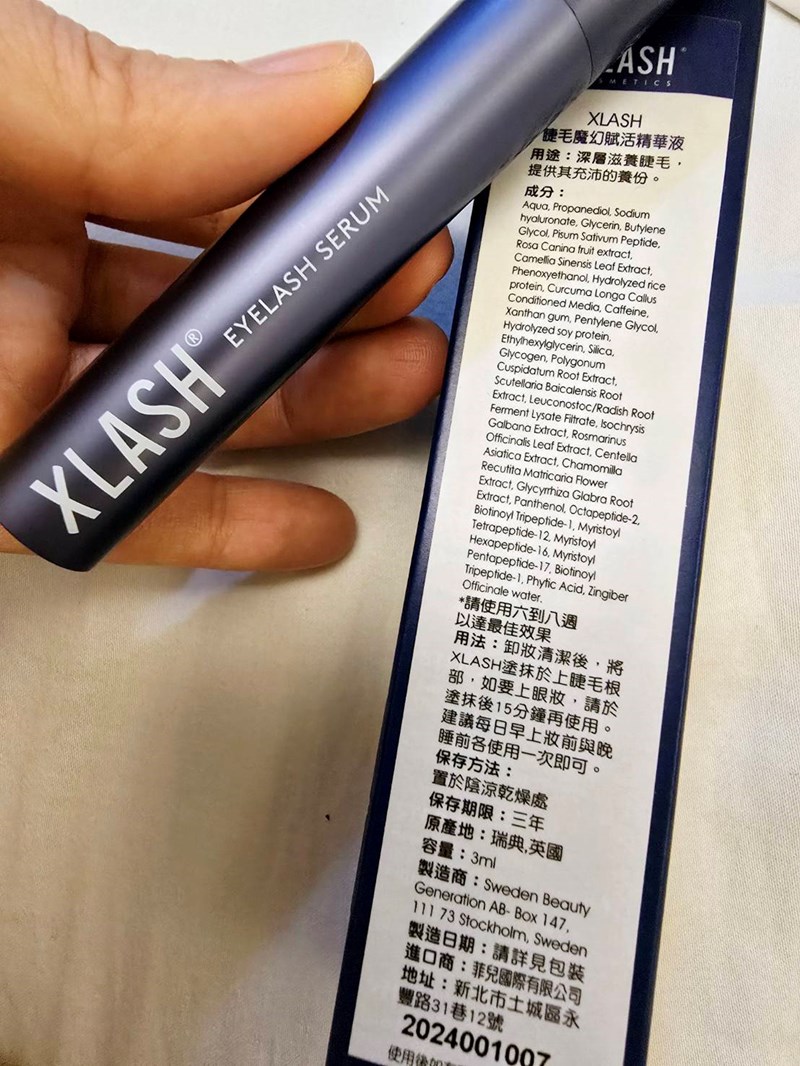 XLASH®
EYELASH SERUM
LASH®
METICS
XLASH
睫毛魔幻賦活精華液
用途：深層滋養睫毛，
提供其充沛的養份。
成分：
Aqua, Propanediol, Sodium
hyaluronate, Glycerin, Butylene
Glycol, Pisum Sativum Peptide,
Rosa Canina fruit extract,
Camellia Sinensis Leaf Extract,
Phenoxyethanol, Hydrolyzed rice
protein, Curcuma Longa Callus
Conditioned Media, Caffeine,
Xanthan gum, Pentylene Glycol,
Hydrolyzed soy protein,
Ethylhexylglycerin, Silica,
Glycogen, Polygonum
Cuspidatum Root Extract,
Scutellaria Baicalensis Root
Extract, Leuconostoc/Radish Root
Ferment Lysate Filtrate, Isochrysis
Galbana Extract, Rosmarinus
Officinalis Leaf Extract, Centella
Asiatica Extract, Chamomilla
Recutita Matricaria Flower
Extract, Glycyrrhiza Glabra Root
Extract, Panthenol, Octapeptide-2,
Biotinoyl Tripeptide-1, Myristoyl
Tetrapeptide-12, Myristoyl
Hexapeptide-16, Myristoyl
Pentapeptide-17, Biotinoyl
Tripeptide-1, Phytic Acid, Zingiber
Officinale water.
*請使用六到八週
以達最佳效果
用法：卸妝清潔後，將
XLASH塗抹於上睫毛根
部，如要上眼妝，請於
塗抹後15分鐘再使用。
建議每日早上妝前與晚
睡前各使用一次即可。
保存方法：
置於陰涼乾燥處
保存期限：三年
原產地：瑞典,英國
容量：3ml
製造商：Sweden Beauty
Generation AB- Box 147,
111 73 Stockholm, Sweden
製造日期：請詳見包裝
進口商：菲兒國際有限公司
地址：新北市土城區永
豐路31巷12號
2024001007
使用後如有